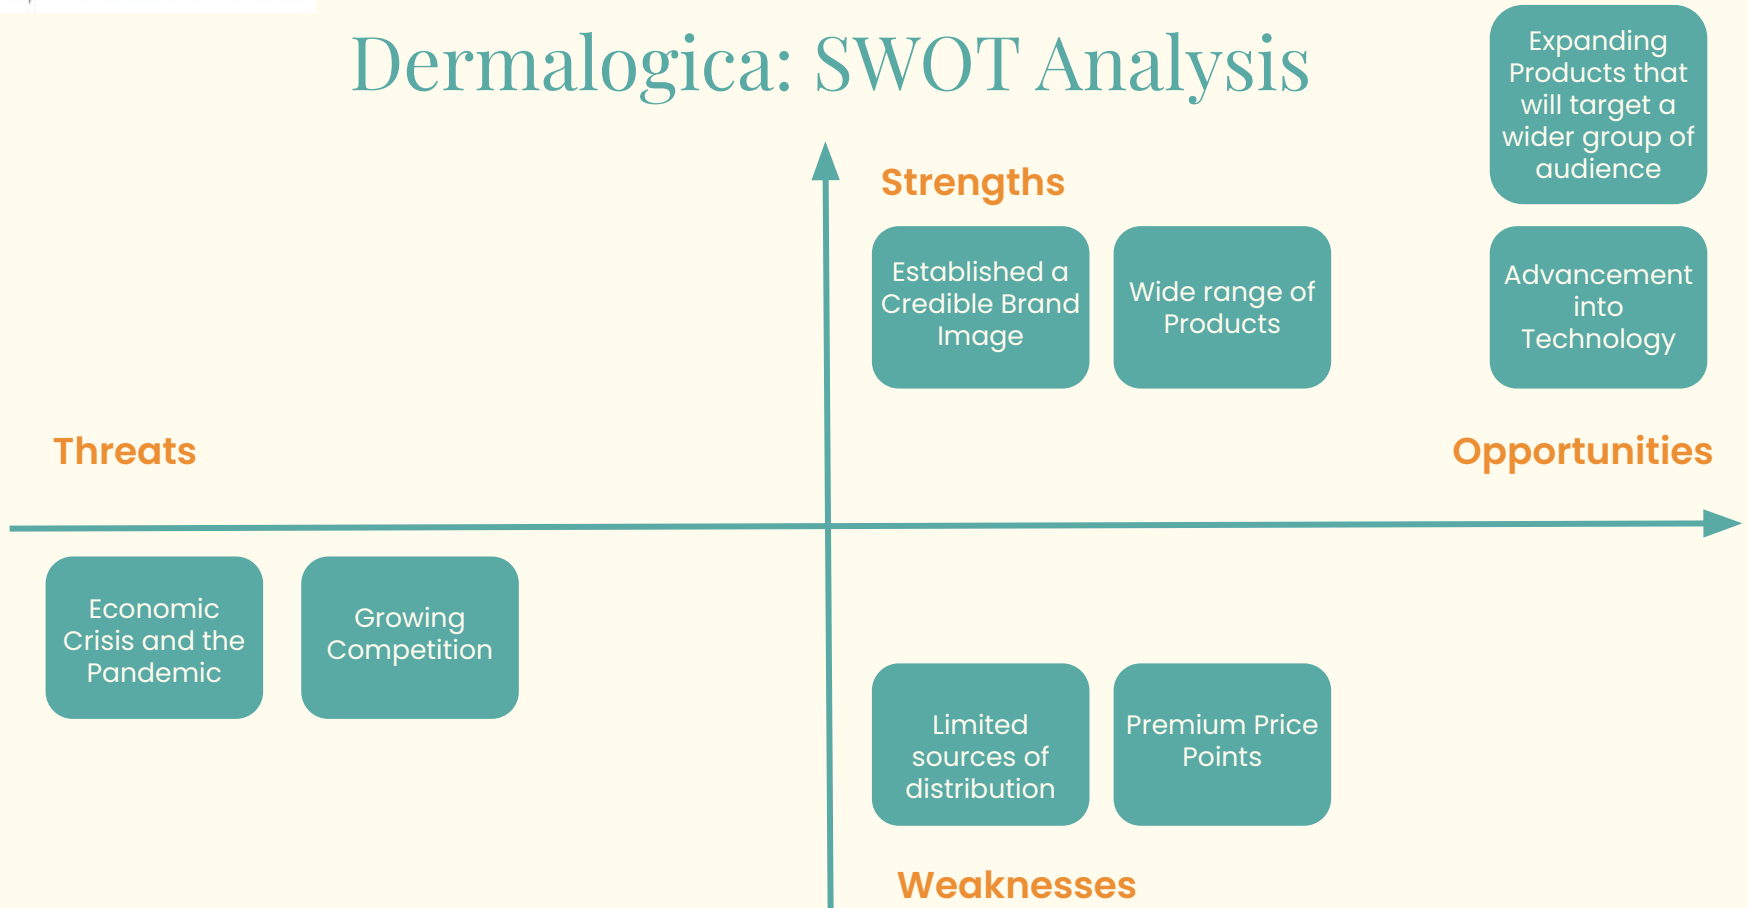 Dermalogica: SWOT Analysis
Expanding
Products that
will target a
wider group of
audience
Strengths
Established a
Credible Brand
Image
Wide range of
Products
Advancement
into
Technology
Threats
Opportunities
Economic
Crisis and the
Pandemic
Growing
Competition
Limited
sources of
distribution
Premium Price
Points
Weaknesses